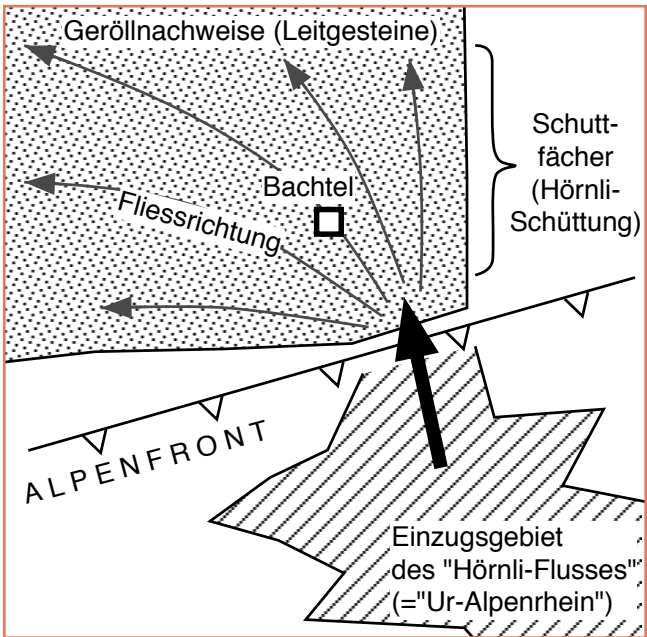 Geröllnachweise (Leitgesteine)
Schutt-
fächer
(Hörnli-
Schüttung)
Bachtel
Fliessrichtung
ALPENFRONT
Einzugsgebiet
des "Hörnli-Flusses"
(="Ur-Alpenrhein")